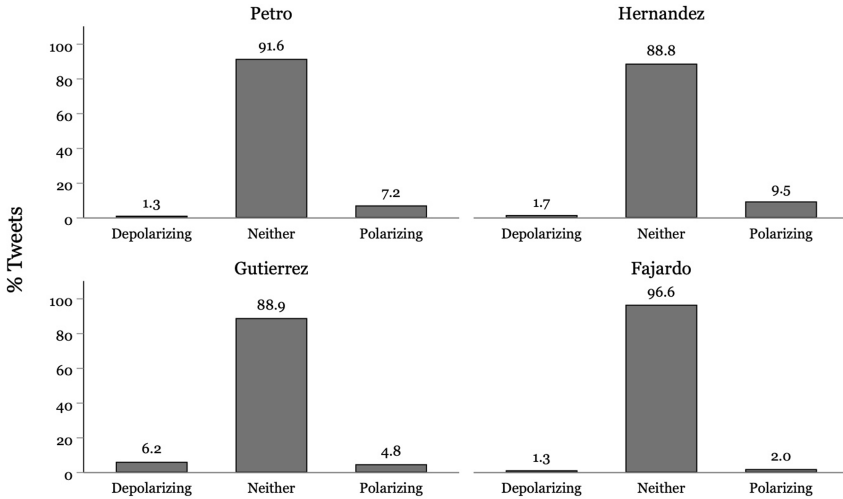 Petro
Hernandez
% Tweets
100
80
60
40
20
0
1.3
91.6
7.2
1.7
88.8
9.5
Depolarizing Neither Polarizing
Depolarizing Neither Polarizing
Gutierrez
Fajardo
100
80
60
40
20
0
6.2
88.9
4.8
1.3
96.6
2.0
Depolarizing Neither Polarizing
Depolarizing Neither Polarizing